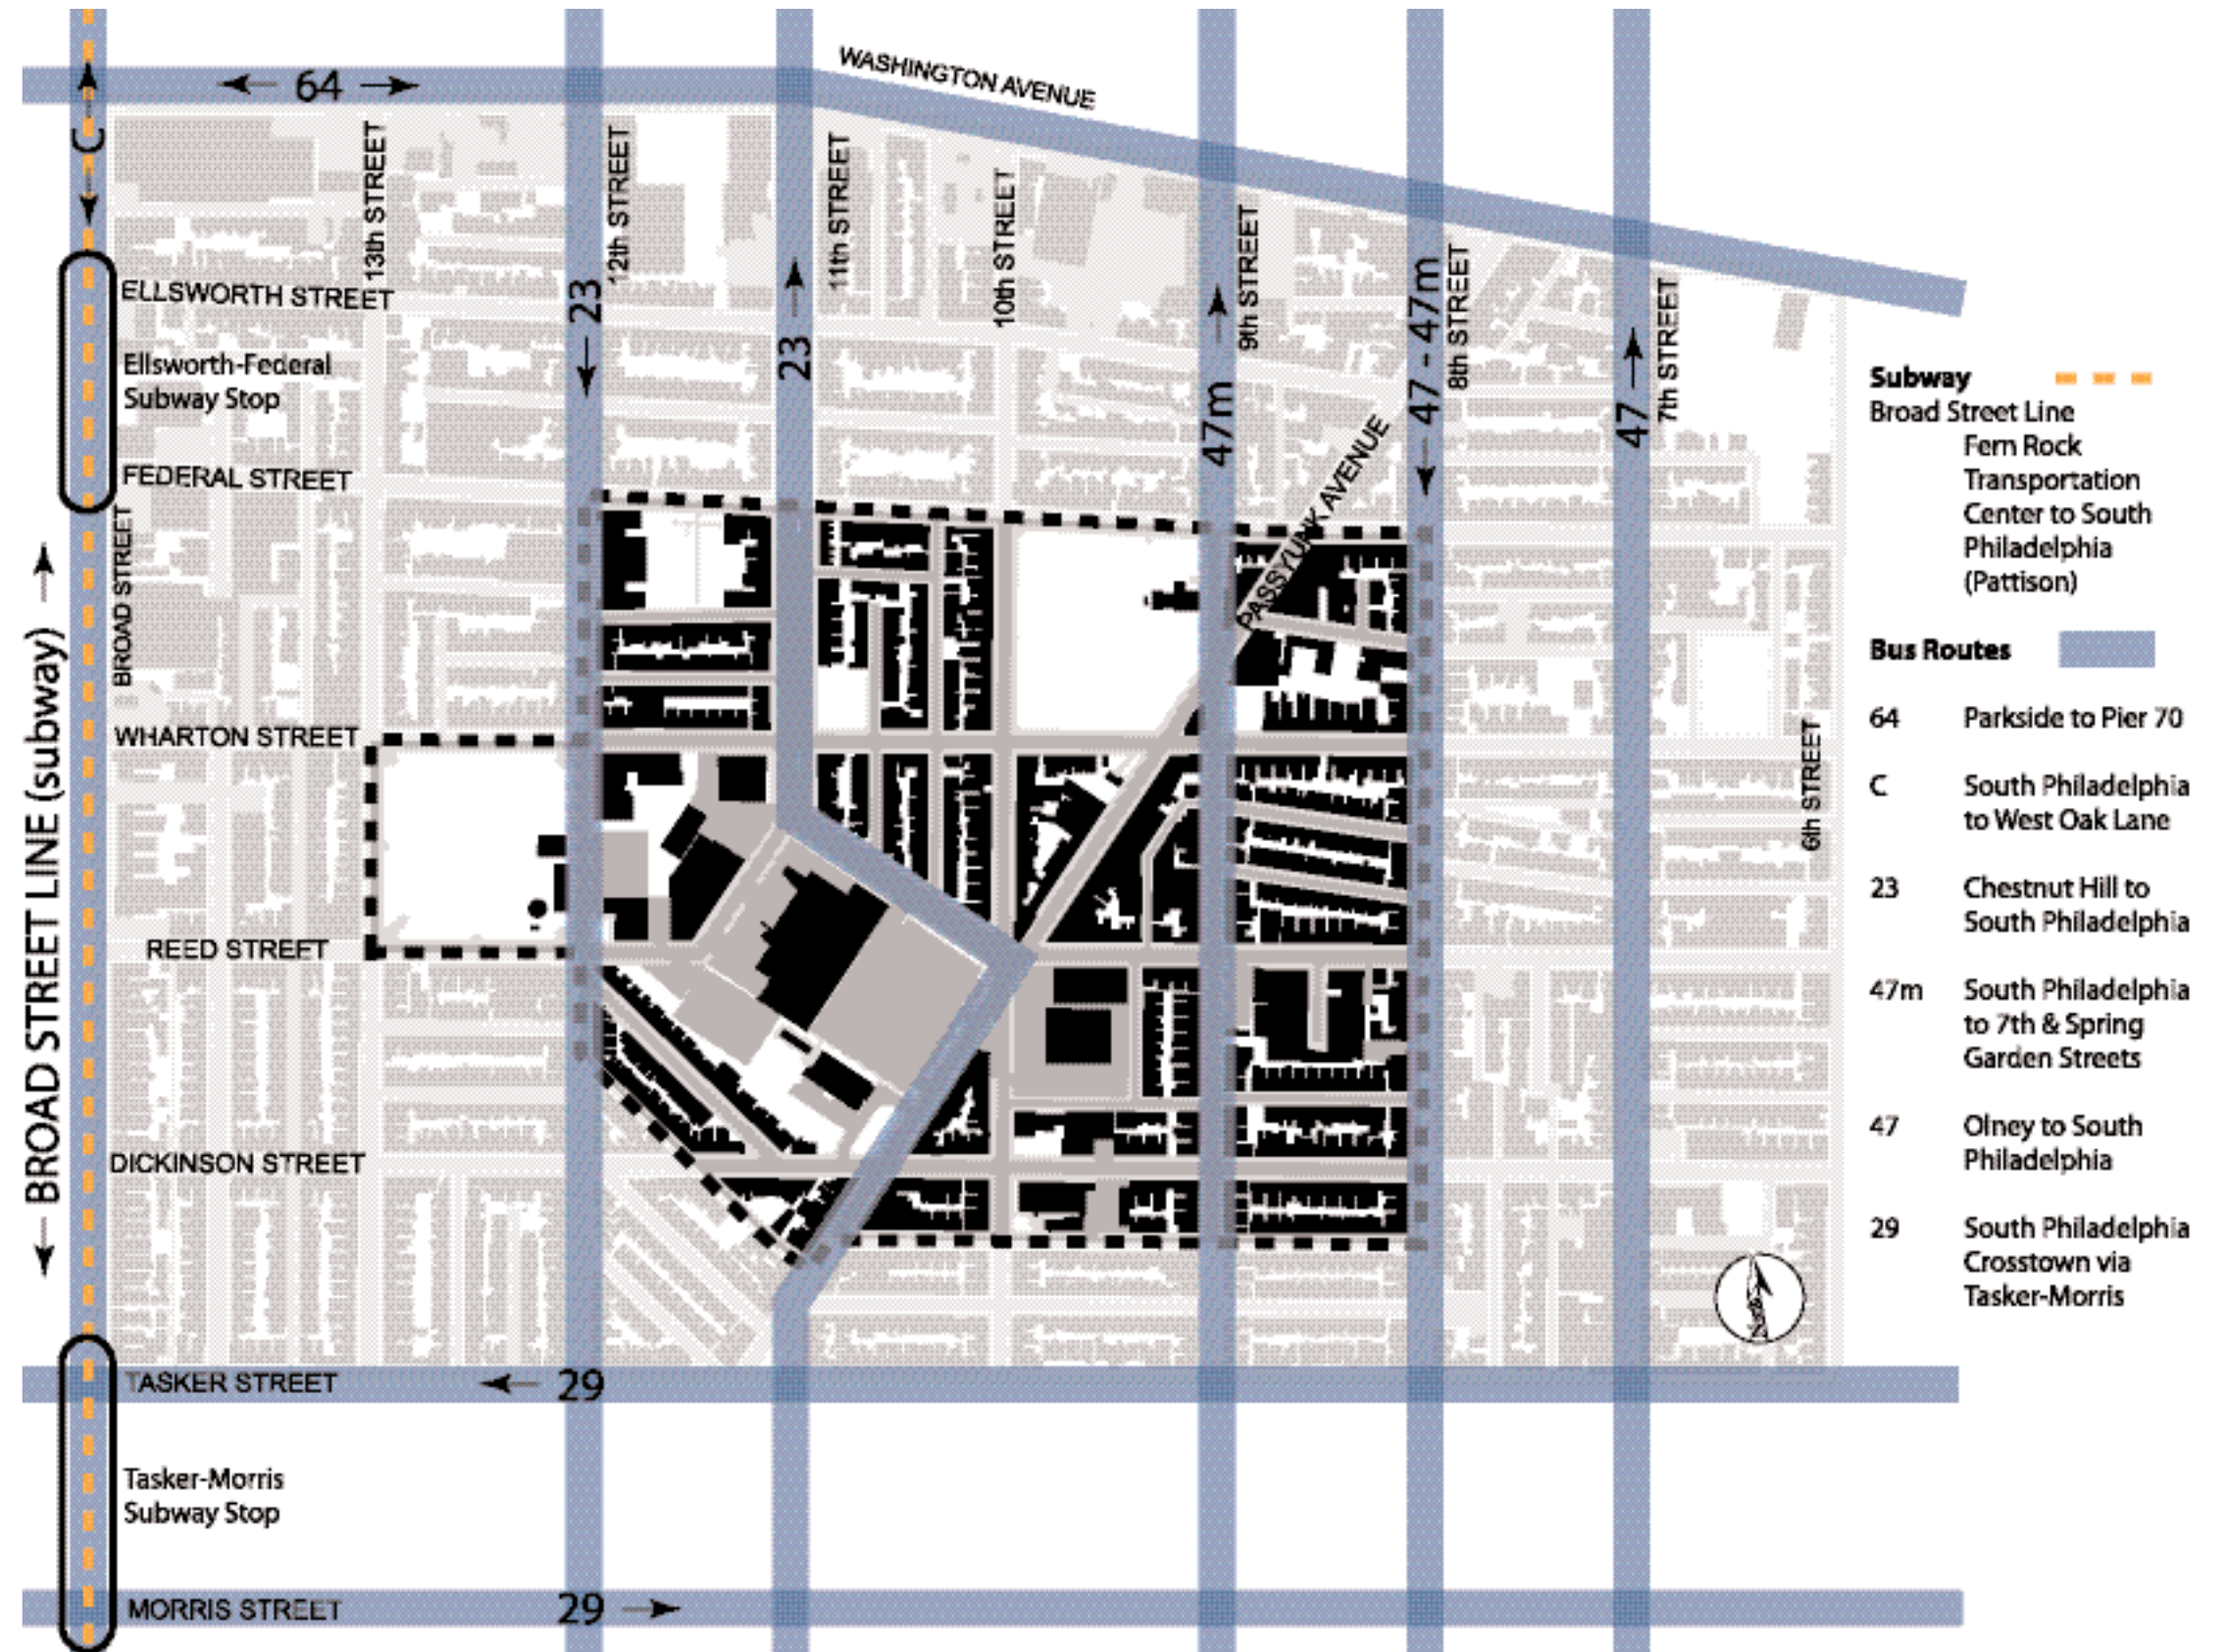 WASHINGTON AVENUE
64
C
13th STREET
12th STREET
11th STREET
10th STREET
9th STREET
8th STREET
7th STREET
6th STREET
23
23
47m
47 - 47m
47
ELLSWORTH STREET
Ellsworth-Federal
Subway Stop
FEDERAL STREET
BROAD STREET
PASSYUNK AVENUE
BROAD STREET LINE (subway)
WHARTON STREET
REED STREET
DICKINSON STREET
TASKER STREET
29
Tasker-Morris
Subway Stop
MORRIS STREET
29
Subway
Broad Street Line
Fern Rock
Transportation
Center to South
Philadelphia
(Pattison)
Bus Routes
64 Parkside to Pier 70
C South Philadelphia
to West Oak Lane
23 Chestnut Hill to
South Philadelphia
47m South Philadelphia
to 7th & Spring
Garden Streets
47 Olney to South
Philadelphia
29 South Philadelphia
Crosstown via
Tasker-Morris
North